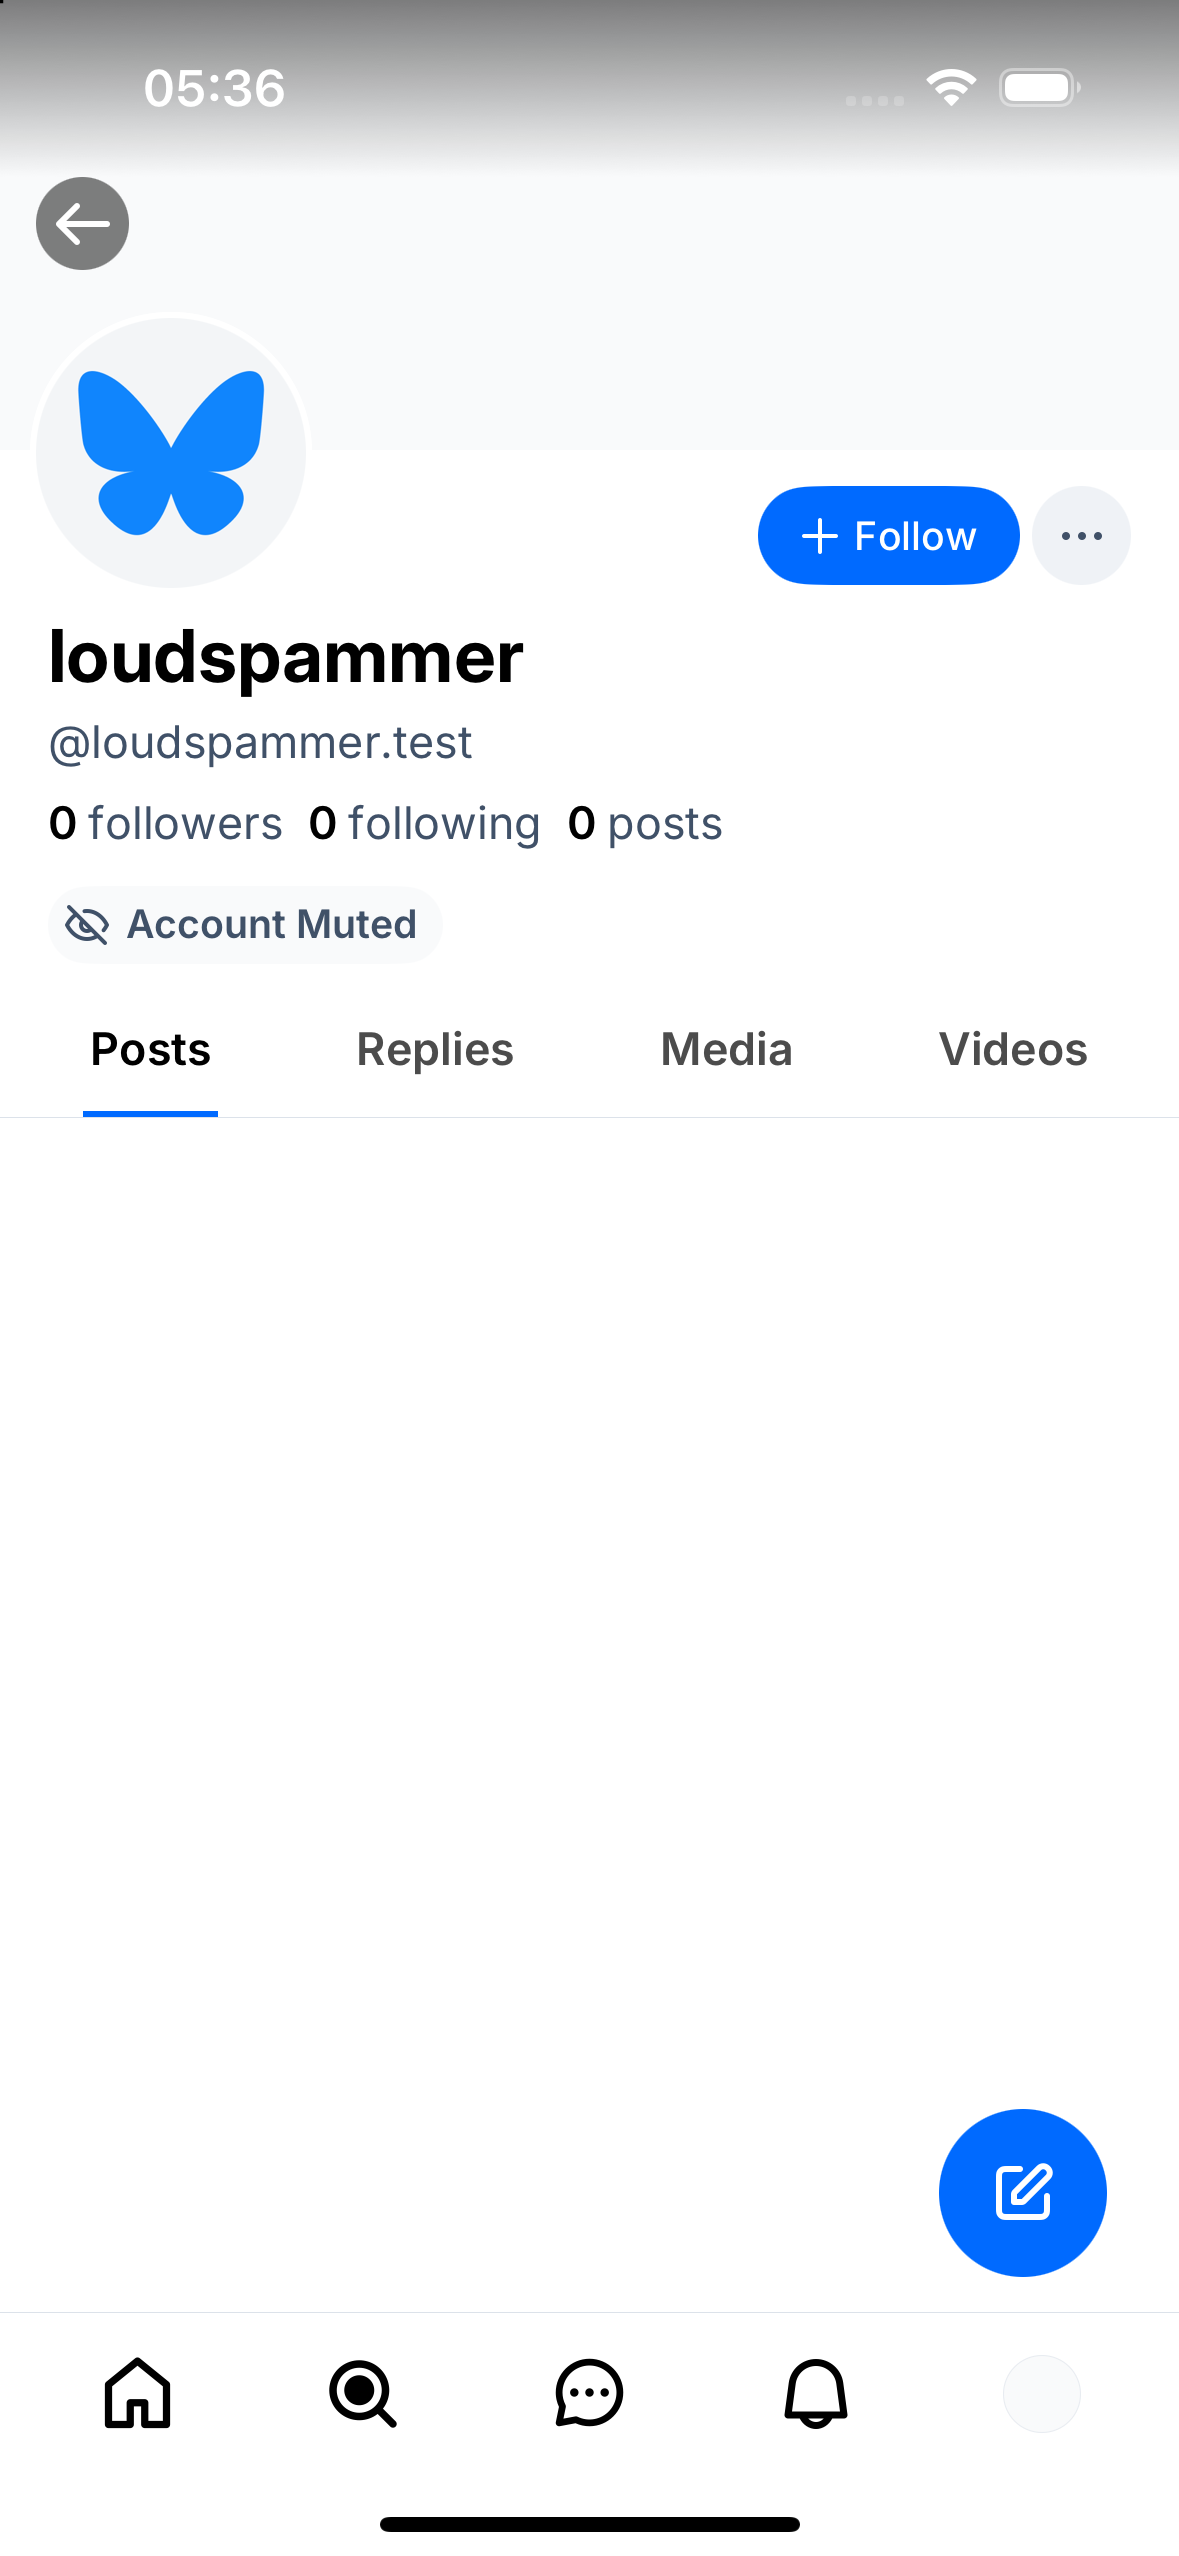 05:36
Follow
loudspammer
@loudspammer.test
0 followers 0 following 0 posts
Account Muted
Posts Replies Media Videos